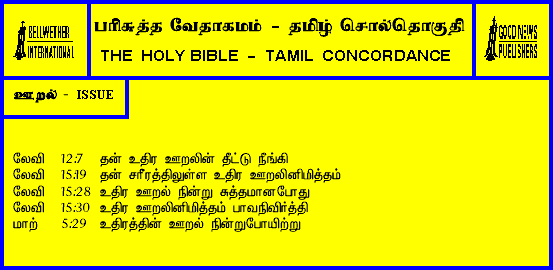 BELLWETHER
INTERNATIONAL
பரிசுத்த வேதாகமம் - தமிழ் சொல்தொகுதி
THE HOLY BIBLE - TAMIL CONCORDANCE
GOOD NEWS
PUBLISHERS
ஊறல் - ISSUE
லேவி 12:7 தன் உதிர ஊறலின் தீட்டு நீங்கி
லேவி 15:19 தன் சரீரத்திலுள்ள உதிர ஊறலினிமித்தம்
லேவி 15:28 உதிர ஊறல் நின்று சுத்தமானபோது
லேவி 15:30 உதிர ஊறலினிமித்தம் பாவநிவிர்த்தி
மாற் 5:29 உதிரத்தின் ஊறல் நின்றுபோயிற்று